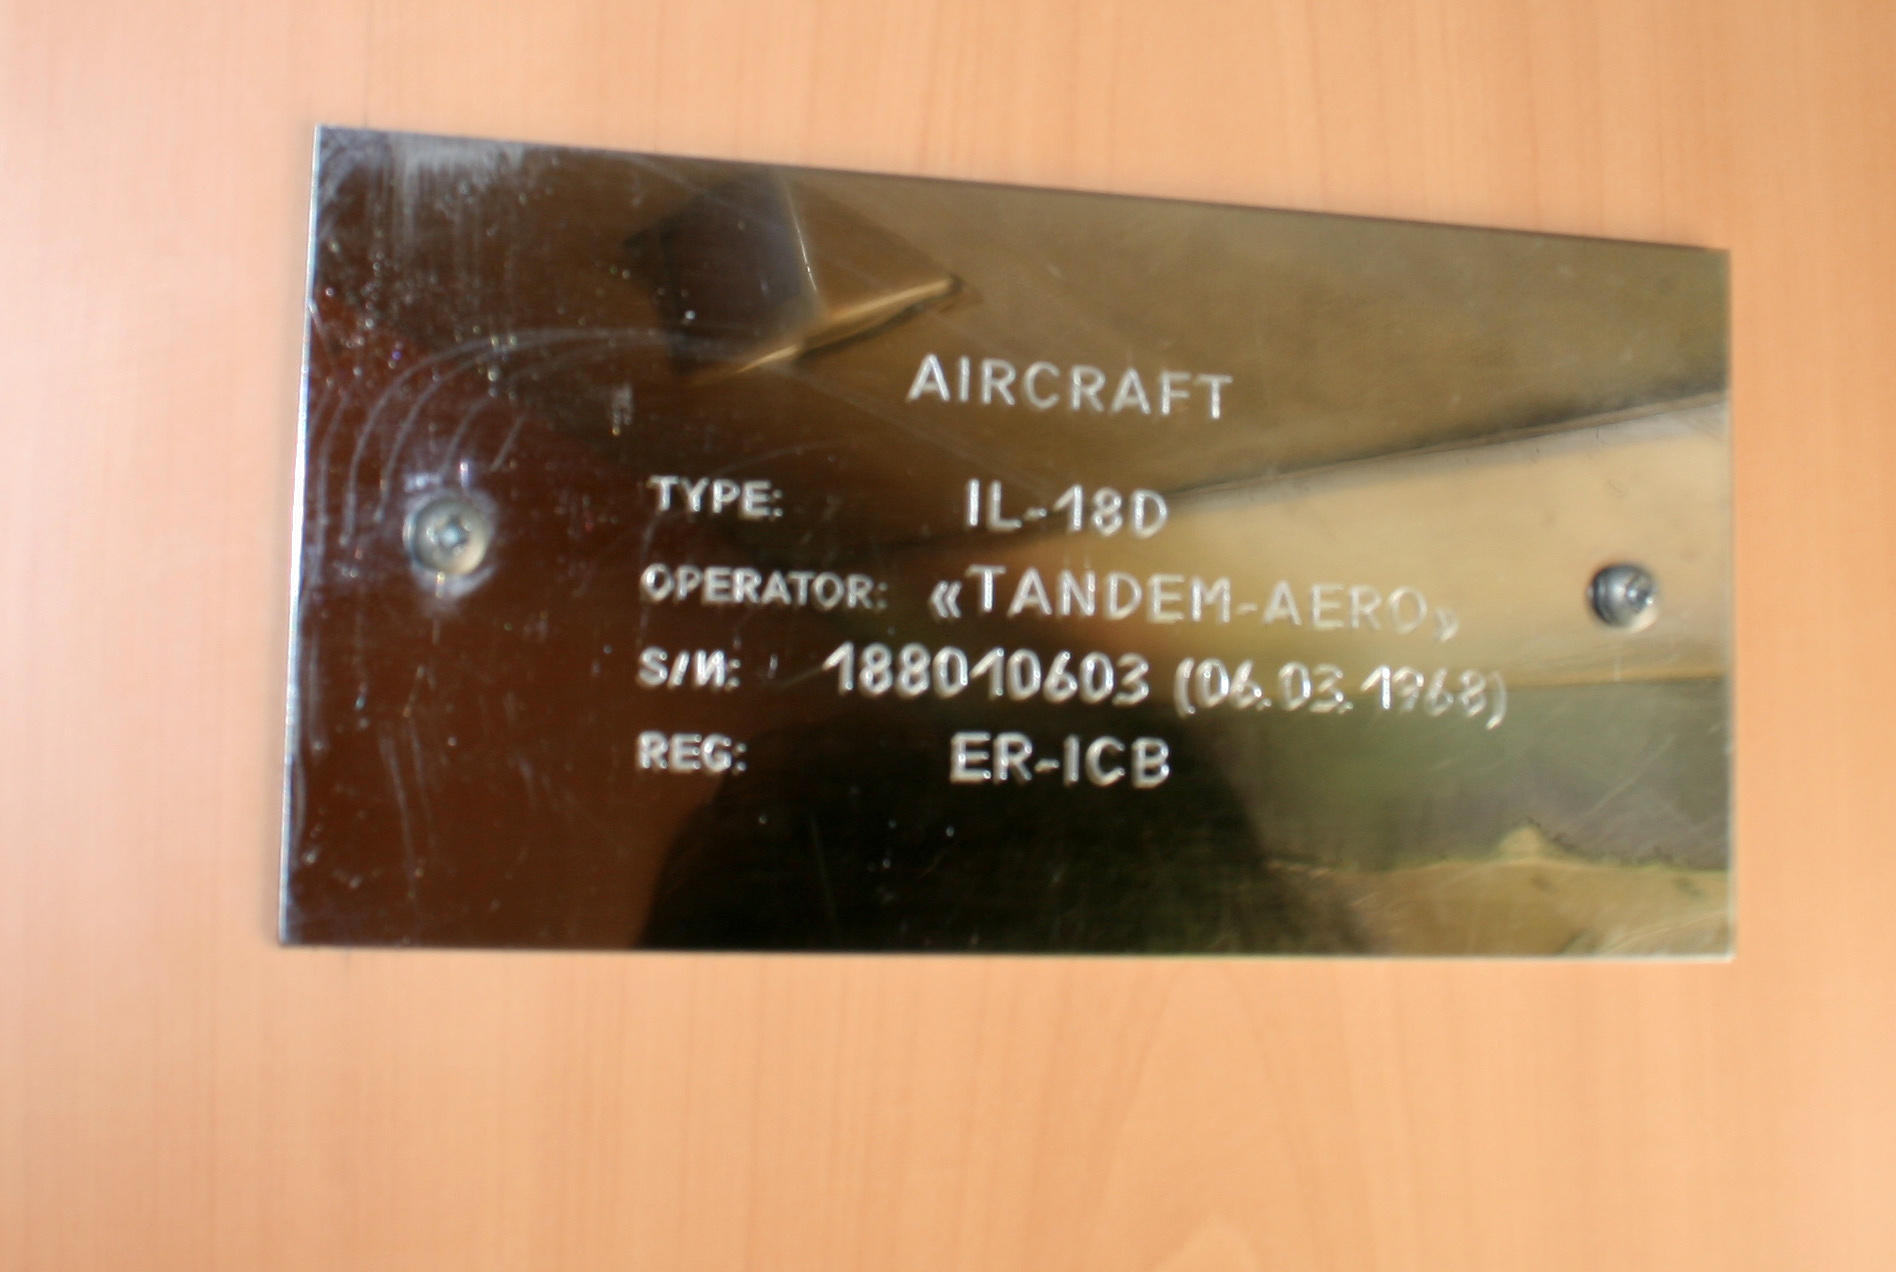 AIRCRAFT
TYPE: IL-18D
OPERATOR: «TANDEM-AERO»
S/N: 188010603 (06.03.1968)
REG: ER-ICB